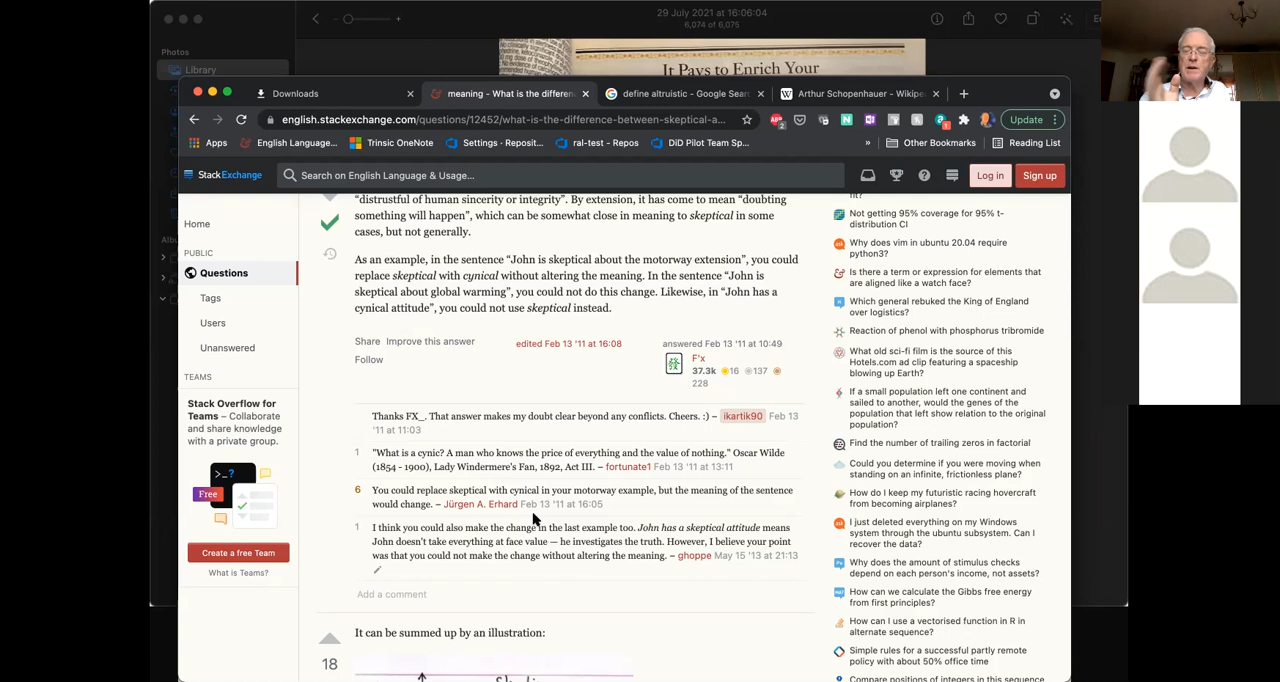 29 July 2021 at 16:06:04
6,074 of 6,075
Photos
Library
It Pays to Enrich Your
Downloads
meaning - What is the differen
define altruistic - Google Sear
Arthur Schopenhauer - Wikipe
english.stackexchange.com/questions/12452/what-is-the-difference-between-skeptical-a...
Update
Apps
English Language...
Trinsic OneNote
Settings · Reposit...
ral-test - Repos
DiD Pilot Team Sp...
Other Bookmarks
Reading List
StackExchange
Search on English Language & Usage...
Log in
Sign up
Home
PUBLIC
Questions
Tags
Users
Unanswered
TEAMS
Stack Overflow for
Teams – Collaborate
and share knowledge
with a private group.
Free
Create a free Team
What is Teams?
“distrustful of human sincerity or integrity”. By extension, it has come to mean “doubting
something will happen”, which can be somewhat close in meaning to skeptical in some
cases, but not generally.
As an example, in the sentence “John is skeptical about the motorway extension”, you could
replace skeptical with cynical without altering the meaning. In the sentence “John is
skeptical about global warming”, you could not do this change. Likewise, in “John has a
cynical attitude”, you could not use skeptical instead.
Share Improve this answer
Follow
edited Feb 13 '11 at 16:08
answered Feb 13 '11 at 10:49
F'x
37.3k 16 137
228
Thanks FX_. That answer makes my doubt clear beyond any conflicts. Cheers. :) – ikartik90 Feb 13
'11 at 11:03
1 "What is a cynic? A man who knows the price of everything and the value of nothing." Oscar Wilde
(1854 - 1900), Lady Windermere's Fan, 1892, Act III. – fortunate1 Feb 13 '11 at 13:11
6 You could replace skeptical with cynical in your motorway example, but the meaning of the sentence
would change. – Jürgen A. Erhard Feb 13 '11 at 16:05
1 I think you could also make the change in the last example too. John has a skeptical attitude means
John doesn't take everything at face value — he investigates the truth. However, I believe your point
was that you could not make the change without altering the meaning. – ghoppe May 15 '13 at 21:13
Add a comment
It can be summed up by an illustration:
18
fit?
Not getting 95% coverage for 95% t-
distribution CI
Why does vim in ubuntu 20.04 require
python3?
Is there a term or expression for elements that
are aligned like a watch face?
Which general rebuked the King of England
over logistics?
Reaction of phenol with phosphorus tribromide
What old sci-fi film is the source of this
Hotels.com ad clip featuring a spaceship
blowing up Earth?
If a small population left one continent and
sailed to another, would the genes of the
population that left show relation to the original
population?
Find the number of trailing zeros in factorial
Could you determine if you were moving when
standing on an infinite, frictionless plane?
How do I keep my futuristic racing hovercraft
from becoming airplanes?
I just deleted everything on my Windows
system through the ubuntu subsystem. Can I
recover the data?
Why does the amount of stimulus checks
depend on each person's income, not assets?
How can we calculate the Gibbs free energy
from first principles?
How can I use a vectorised function in R in
alternate sequence?
Simple rules for a successful partly remote
policy with about 50% office time
Compare positions of integers in this sequence